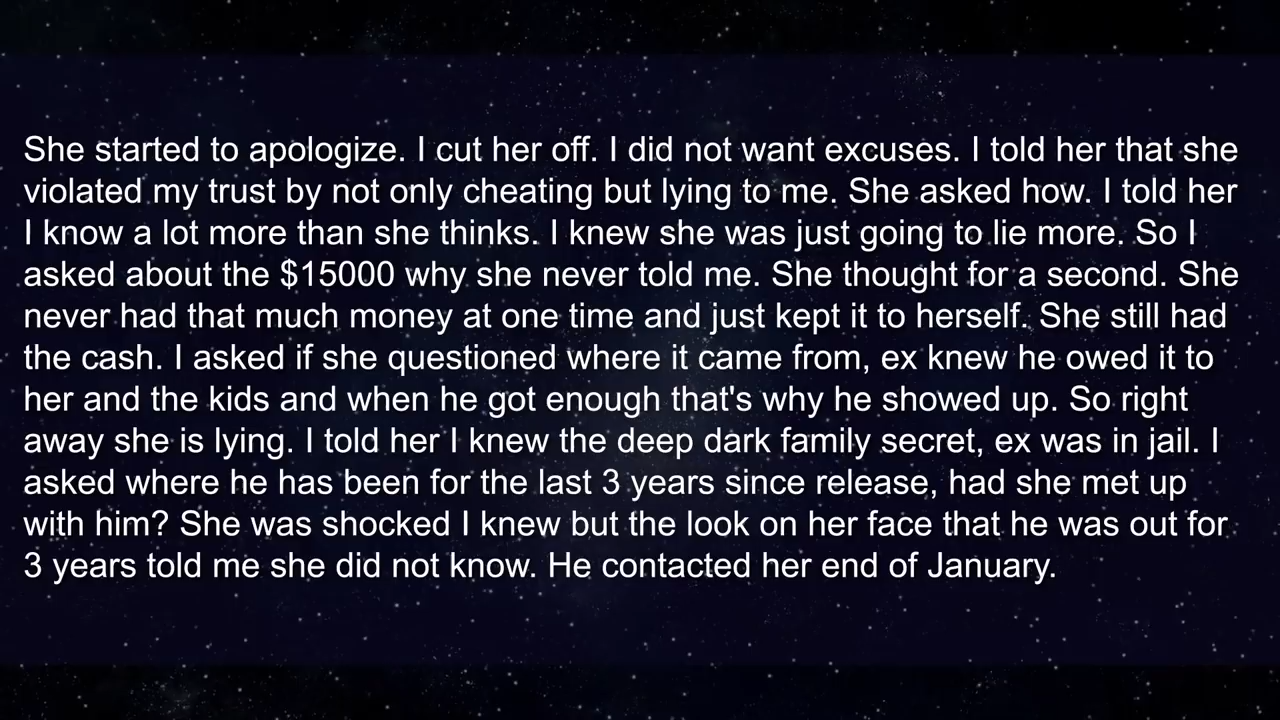 She started to apologize. I cut her off. I did not want excuses. I told her that she
violated my trust by not only cheating but lying to me. She asked how. I told her
I know a lot more than she thinks. I knew she was just going to lie more. So I
asked about the $15000 why she never told me. She thought for a second. She
never had that much money at one time and just kept it to herself. She still had
the cash. I asked if she questioned where it came from, ex knew he owed it to
her and the kids and when he got enough that's why he showed up. So right
away she is lying. I told her I knew the deep dark family secret, ex was in jail. I
asked where he has been for the last 3 years since release, had she met up
with him? She was shocked I knew but the look on her face that he was out for
3 years told me she did not know. He contacted her end of January.